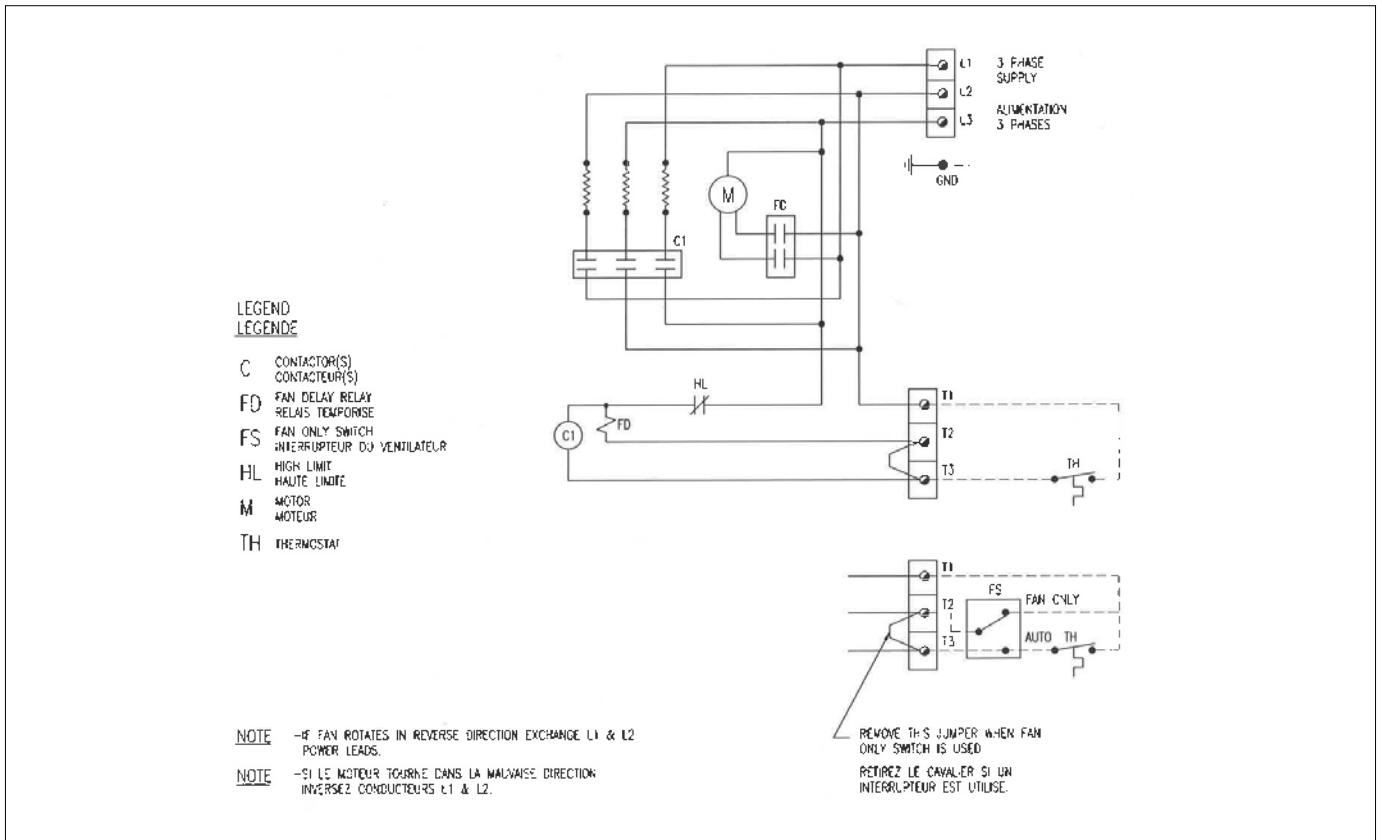 L1
3 PHASE
SUPPLY
L2
ALIMENTATION
3 PHASES
L3
GND
M
FD
C1
LEGEND
LEGENDE
C CONTACTOR(S)
CONTACTEUR(S)
FD FAN DELAY RELAY
RELAIS TEMPORISE
FS FAN ONLY SWITCH
INTERRUPTEUR DU VENTILATEUR
HL HIGH LIMIT
HAUTE LIMITE
M MOTOR
MOTEUR
TH THERMOSTAT
HL
FD
C1
T1
T2
T3
TH
T1
T2
T3
FS
FAN ONLY
AUTO TH
NOTE -IF FAN ROTATES IN REVERSE DIRECTION EXCHANGE L1 & L2
POWER LEADS.
NOTE -SI LE MOTEUR TOURNE DANS LA MAUVAISE DIRECTION
INVERSEZ CONDUCTEURS L1 & L2.
REMOVE THIS JUMPER WHEN FAN
ONLY SWITCH IS USED
RETIREZ LE CAVALIER SI UN
INTERRUPTEUR EST UTILISE.